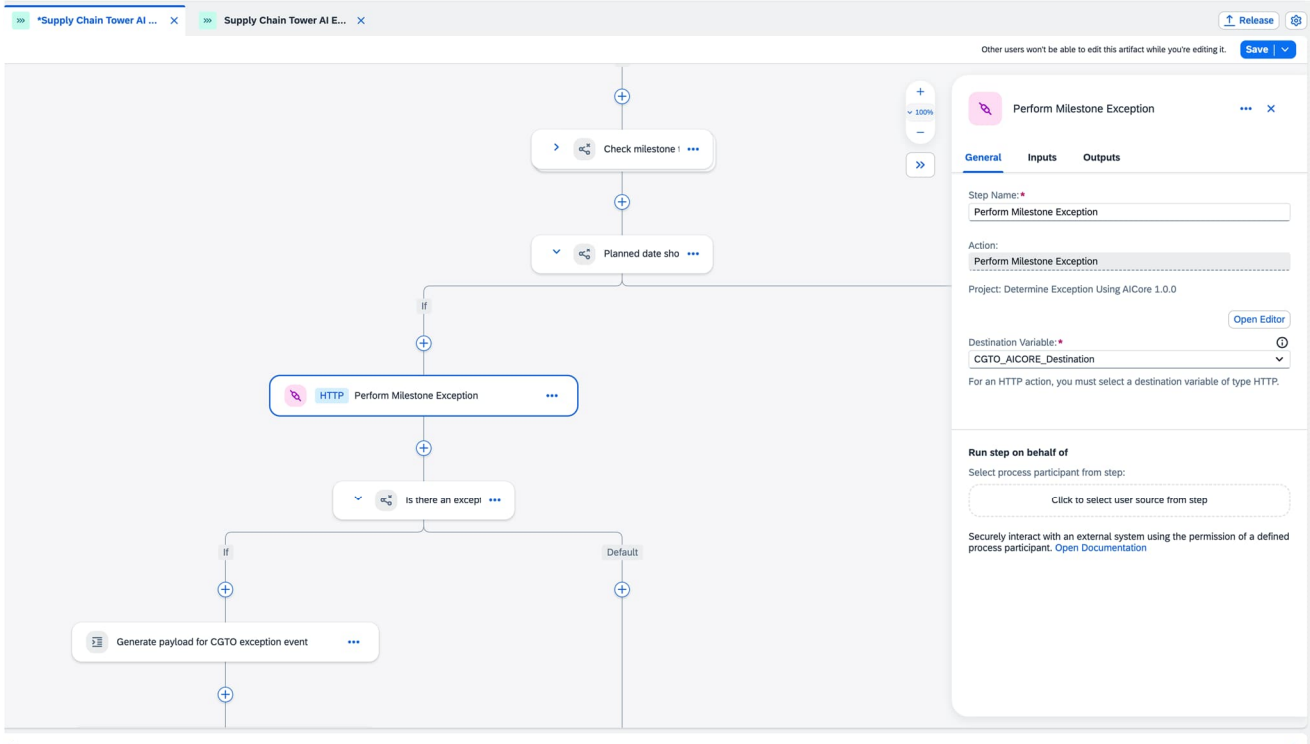 *Supply Chain Tower AI ...
Supply Chain Tower AI E...
Release
Other users won't be able to edit this artifact while you're editing it.
Save
100%
Check milestone
Planned date sho
If
HTTP Perform Milestone Exception
Is there an except
If
Default
Generate payload for CGTO exception event
Perform Milestone Exception
General
Inputs
Outputs
Step Name:*
Perform Milestone Exception
Action:
Perform Milestone Exception
Project: Determine Exception Using AICore 1.0.0
Open Editor
Destination Variable:*
CGTO_AICORE_Destination
For an HTTP action, you must select a destination variable of type HTTP.
Run step on behalf of
Select process participant from step:
Click to select user source from step
Securely interact with an external system using the permission of a defined
process participant. Open Documentation